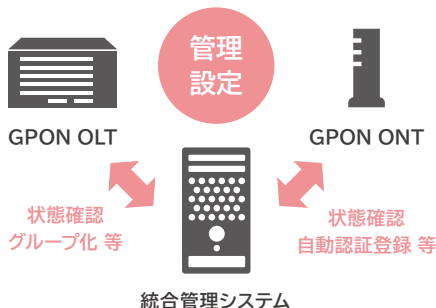 管理
設定
GPON OLT
GPON ONT
状態確認
グループ化 等
状態確認
自動認証登録 等
統合管理システム